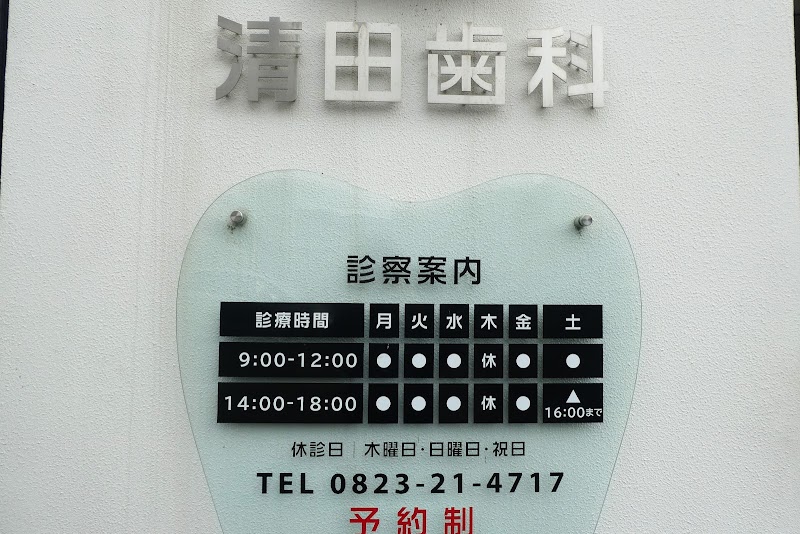 清田歯科
診察案内
診療時間 月 火 水 木 金 土
9:00-12:00 ● ● ● 休 ● ●
14:00-18:00 ● ● ● 休 ● ▲
16:00まで
休診日｜木曜日・日曜日・祝日
TEL 0823-21-4717
予約制